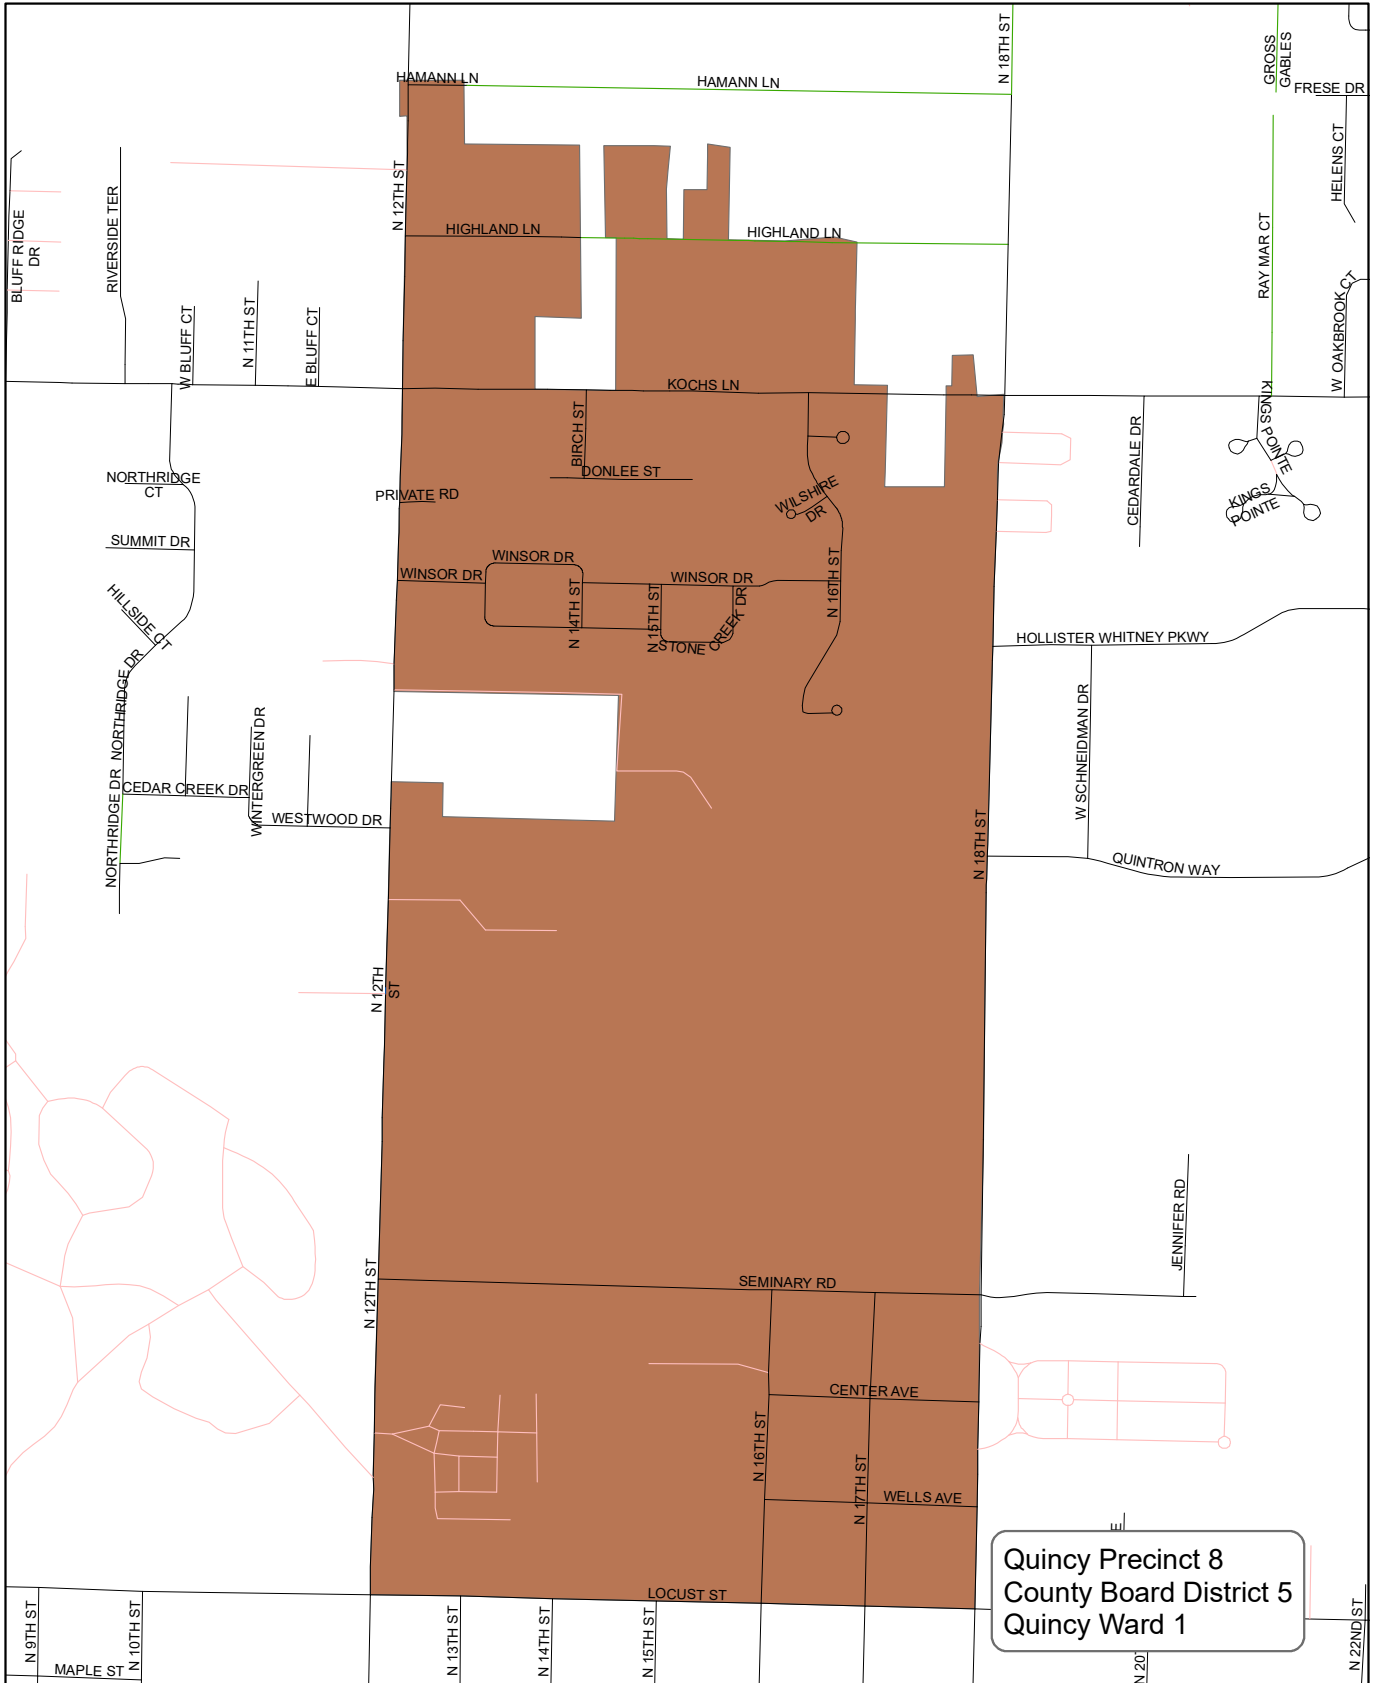 HAMANN LN
HAMANN LN
N 18TH ST
GROSS
GABLES
FRESE DR
HELENS CT
N 12TH ST
BLUFF RIDGE
DR
RIVERSIDE TER
HIGHLAND LN
HIGHLAND LN
RAY MAR CT
W OAKBROOK CT
W BLUFF CT
N 11TH ST
E BLUFF CT
KOCHS LN
KINGS POINTE
BIRCH ST
DONLEE ST
CEDARDALE DR
NORTHRIDGE
CT
PRIVATE RD
WILSHIRE
DR
KINGS
POINTE
SUMMIT DR
WINSOR DR
WINSOR DR
WINSOR DR
N 14TH ST
N 15TH ST
STONE CREEK DR
N 16TH ST
HILLSIDE CT
HOLLISTER WHITNEY PKWY
NORTHRIDGE DR
NORTHRIDGE DR
W SCHNEIDMAN DR
CEDAR CREEK DR
WINTERGREEN DR
WESTWOOD DR
N 18TH ST
QUINTRON WAY
N 12TH
ST
JENNIFER RD
N 12TH ST
SEMINARY RD
CENTER AVE
N 16TH ST
N 17TH ST
WELLS AVE
E
Quincy Precinct 8
County Board District 5
Quincy Ward 1
LOCUST ST
N 9TH ST
N 10TH ST
N 13TH ST
N 14TH ST
N 15TH ST
N 20
N 22ND ST
MAPLE ST